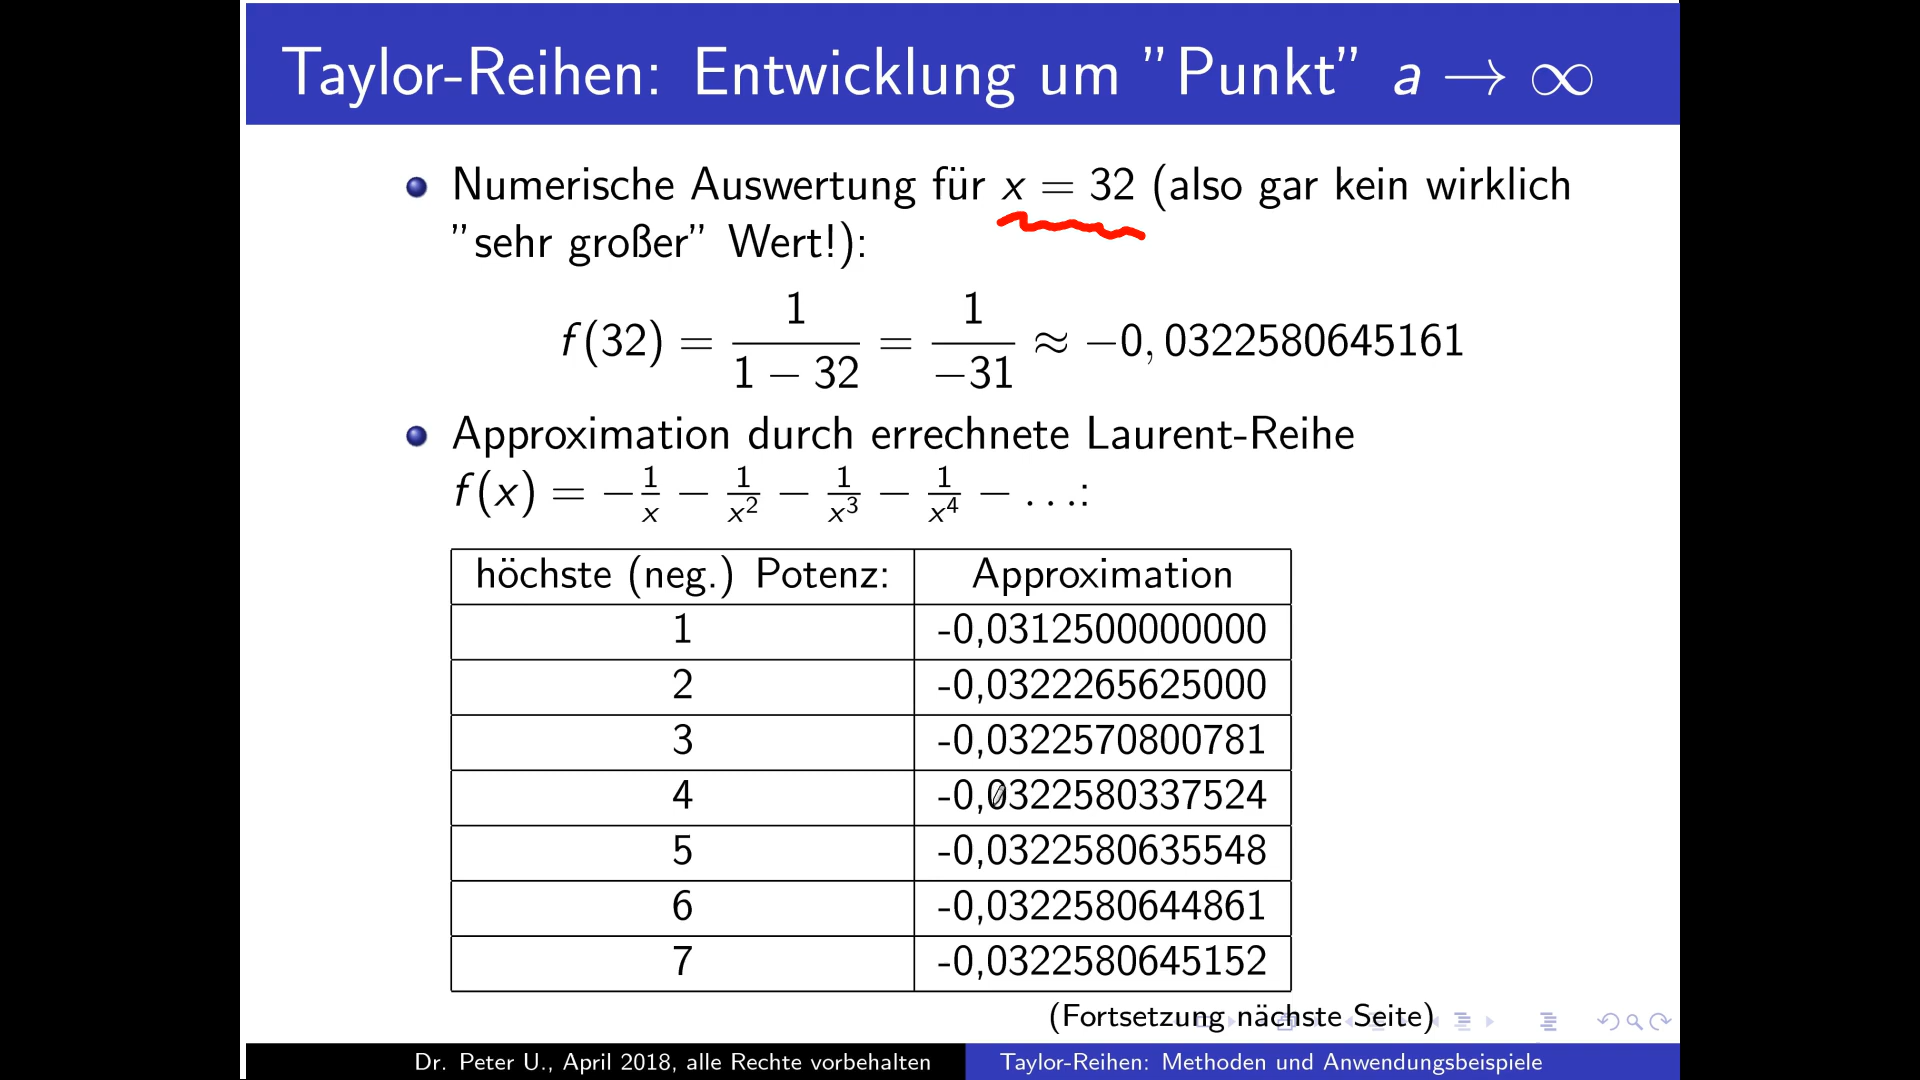 Taylor-Reihen: Entwicklung um "Punkt" a → ∞
Numerische Auswertung für x = 32 (also gar kein wirklich
"sehr großer" Wert!):
f(32) = 1/(1 − 32) = 1/(−31) ≈ −0, 0322580645161
Approximation durch errechnete Laurent-Reihe
f(x) = −1/x − 1/x² − 1/x³ − 1/x⁴ − …:
höchste (neg.) Potenz: Approximation
1 -0,0312500000000
2 -0,0322265625000
3 -0,0322570800781
4 -0,0322580337524
5 -0,0322580635548
6 -0,0322580644861
7 -0,0322580645152
(Fortsetzung nächste Seite)
Dr. Peter U., April 2018, alle Rechte vorbehalten Taylor-Reihen: Methoden und Anwendungsbeispiele